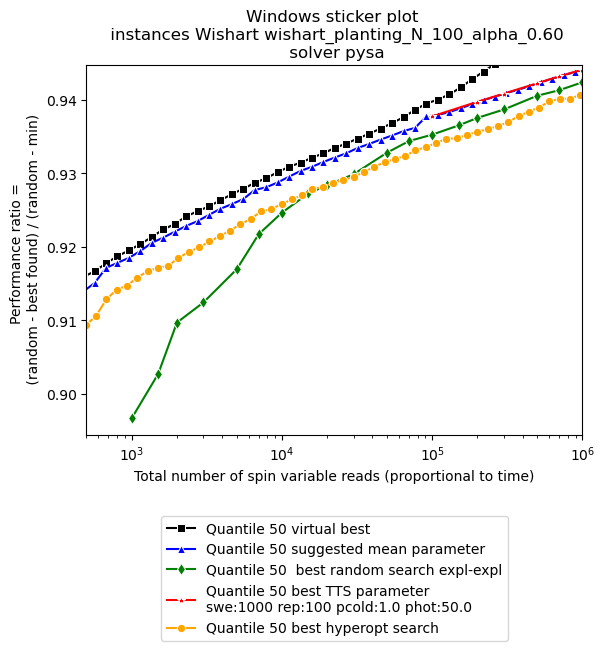 Windows sticker plot
instances Wishart wishart_planting_N_100_alpha_0.60
solver pysa
Performance ratio =
(random - best found) / (random - min)
0.94
0.93
0.92
0.91
0.90
10³ 10⁴ 10⁵ 10⁶
Total number of spin variable reads (proportional to time)
Quantile 50 virtual best
Quantile 50 suggested mean parameter
Quantile 50  best random search expl-expl
Quantile 50 best TTS parameter
swe:1000 rep:100 pcold:1.0 phot:50.0
Quantile 50 best hyperopt search